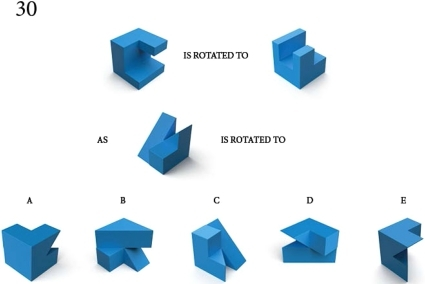 30
IS ROTATED TO
AS
IS ROTATED TO
A B C D E